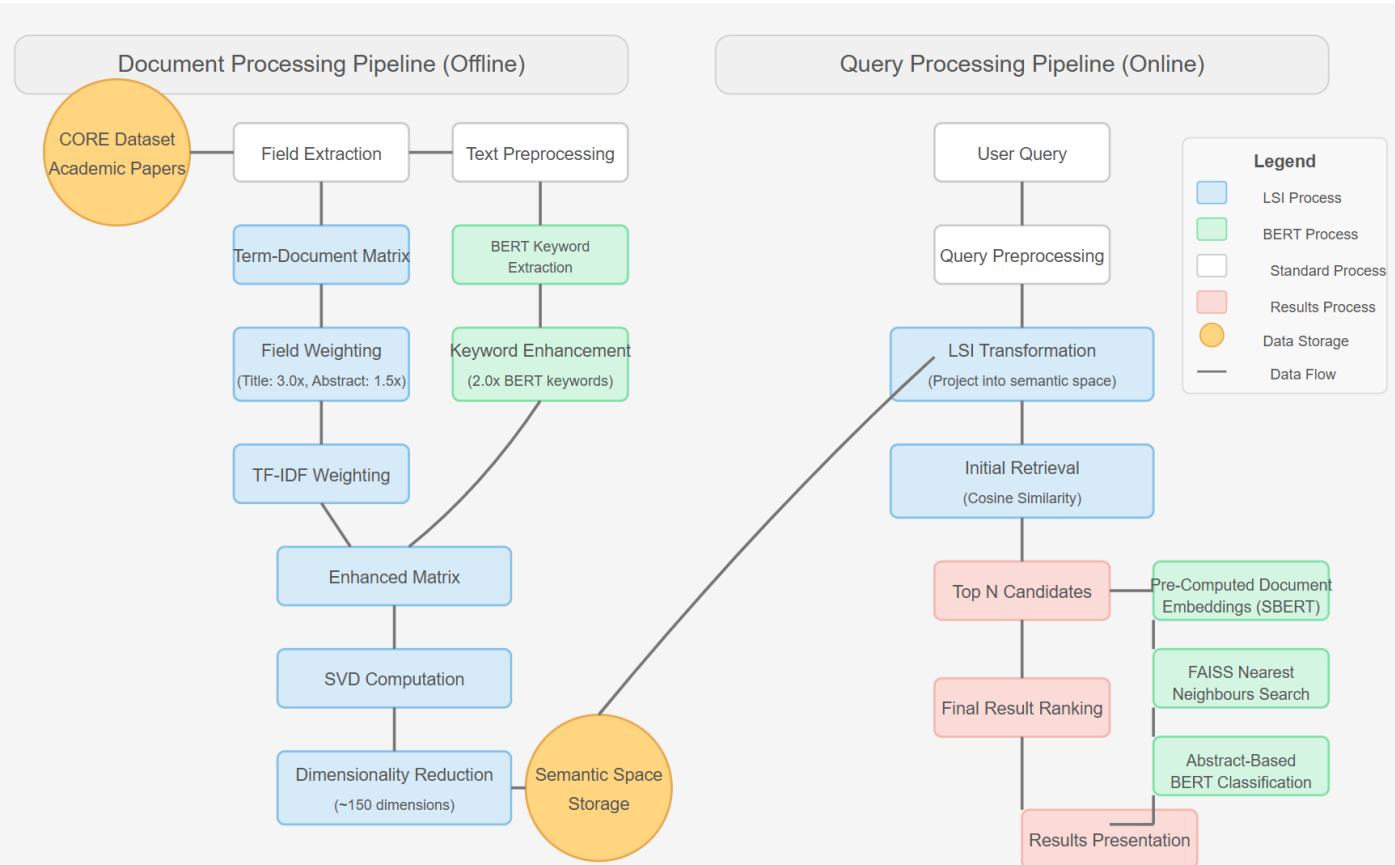 Document Processing Pipeline (Offline)
CORE Dataset
Academic Papers
Field Extraction
Text Preprocessing
Term-Document Matrix
BERT Keyword
Extraction
Field Weighting
(Title: 3.0x, Abstract: 1.5x)
Keyword Enhancement
(2.0x BERT keywords)
TF-IDF Weighting
Enhanced Matrix
SVD Computation
Dimensionality Reduction
(~150 dimensions)
Semantic Space
Storage
Query Processing Pipeline (Online)
User Query
Query Preprocessing
LSI Transformation
(Project into semantic space)
Initial Retrieval
(Cosine Similarity)
Top N Candidates
Pre-Computed Document
Embeddings (SBERT)
FAISS Nearest
Neighbours Search
Final Result Ranking
Abstract-Based
BERT Classification
Results Presentation
Legend
LSI Process
BERT Process
Standard Process
Results Process
Data Storage
Data Flow